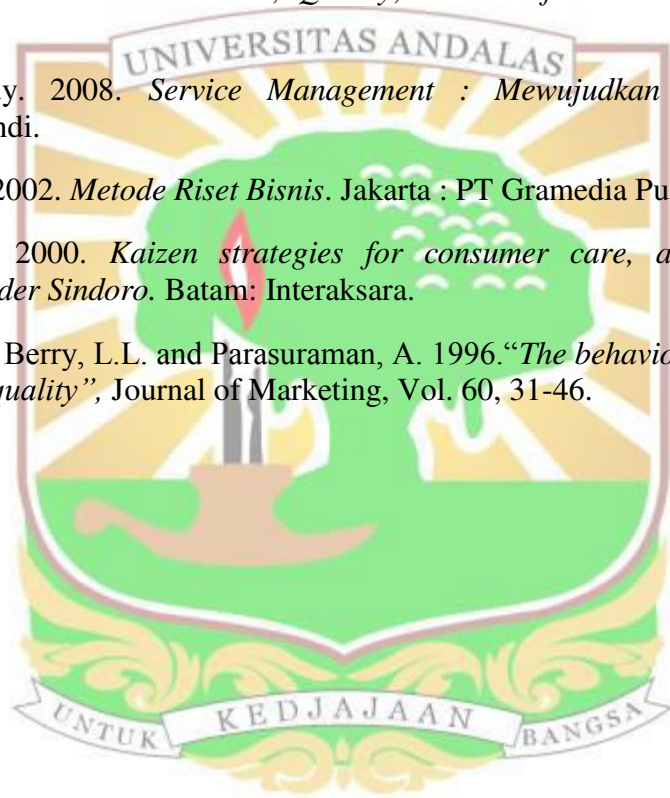 Quality,
UNIVERSITAS ANDALAS
y. 2008. Service Management : Mewujudkan
ndi.
2002. Metode Riset Bisnis. Jakarta : PT Gramedia Pu
2000. Kaizen strategies for consumer care, a
der Sindoro. Batam: Interaksara.
Berry, L.L. and Parasuraman, A. 1996.“The behavio
quality”, Journal of Marketing, Vol. 60, 31-46.
UNTUK KEDJAJAAN BANGSA